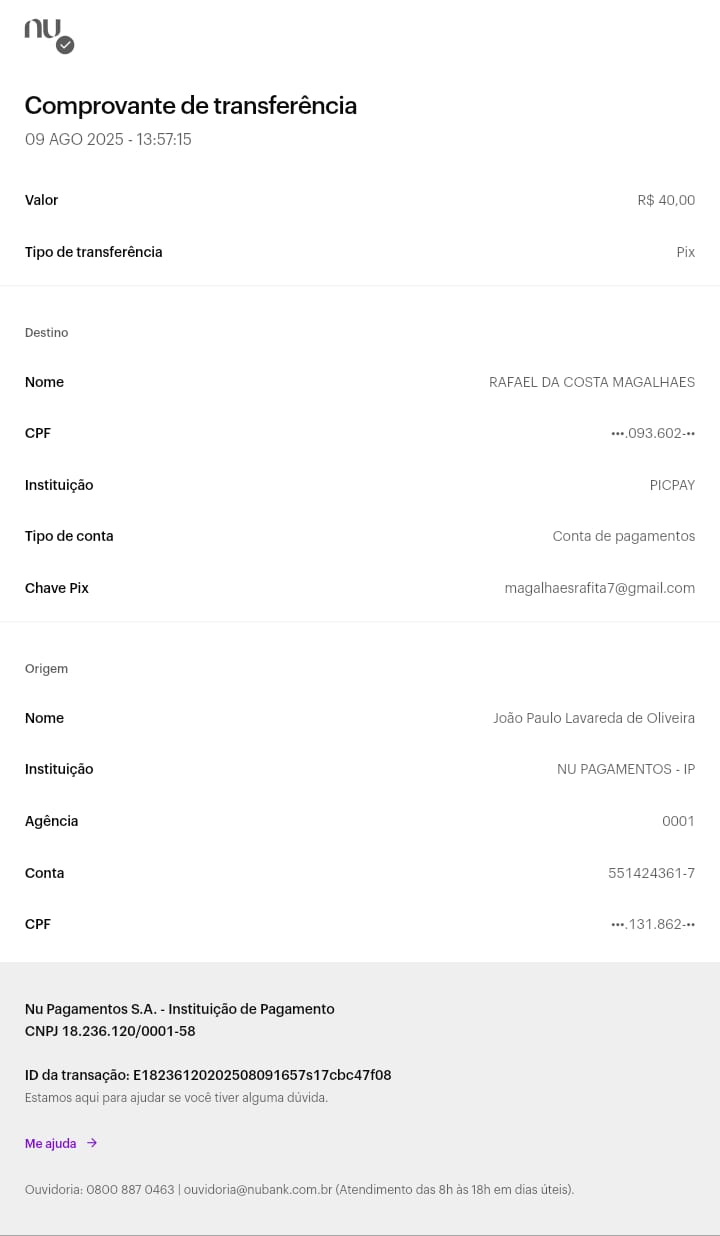 nu
Comprovante de transferência
09 AGO 2025 - 13:57:15
Valor R$ 40,00
Tipo de transferência Pix
Destino
Nome RAFAEL DA COSTA MAGALHAES
CPF •••.093.602-••
Instituição PICPAY
Tipo de conta Conta de pagamentos
Chave Pix magalhaesrafita7@gmail.com
Origem
Nome João Paulo Lavareda de Oliveira
Instituição NU PAGAMENTOS - IP
Agência 0001
Conta 551424361-7
CPF •••.131.862-••
Nu Pagamentos S.A. - Instituição de Pagamento
CNPJ 18.236.120/0001-58
ID da transação: E18236120202508091657s17cbc47f08
Estamos aqui para ajudar se você tiver alguma dúvida.
Me ajuda →
Ouvidoria: 0800 887 0463 | ouvidoria@nubank.com.br (Atendimento das 8h às 18h em dias úteis).